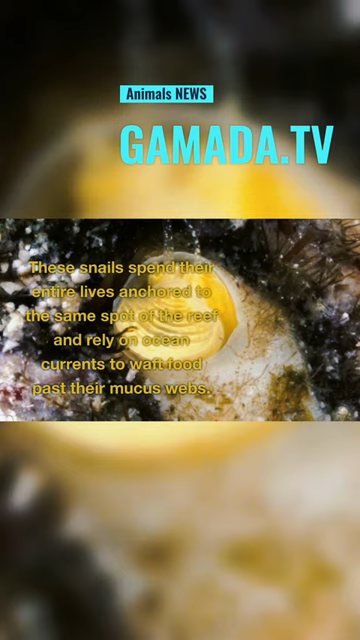 Animals NEWS
GAMADA.TV
These snails spend their
entire lives anchored to
the same spot of the reef
and rely on ocean
currents to waft food
past their mucus webs.